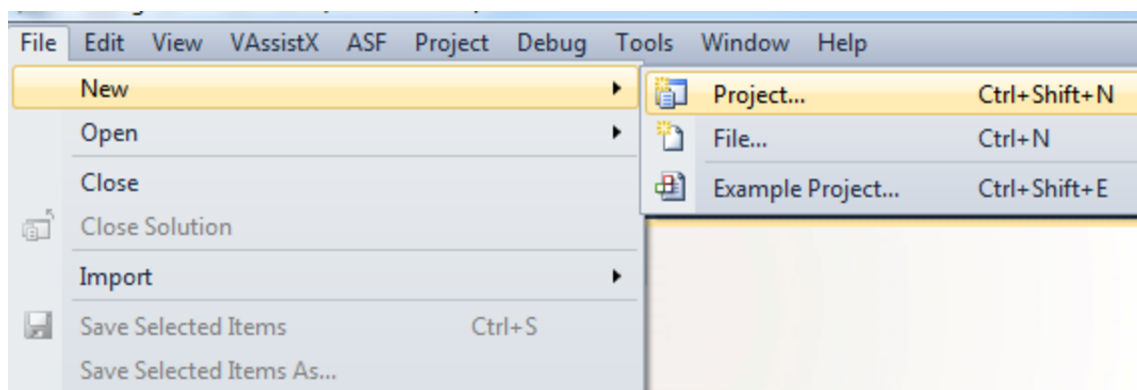 File Edit View VAssistX ASF Project Debug Tools Window Help
New
Project... Ctrl+Shift+N
Open
File... Ctrl+N
Close
Example Project... Ctrl+Shift+E
Close Solution
Import
Save Selected Items Ctrl+S
Save Selected Items As...